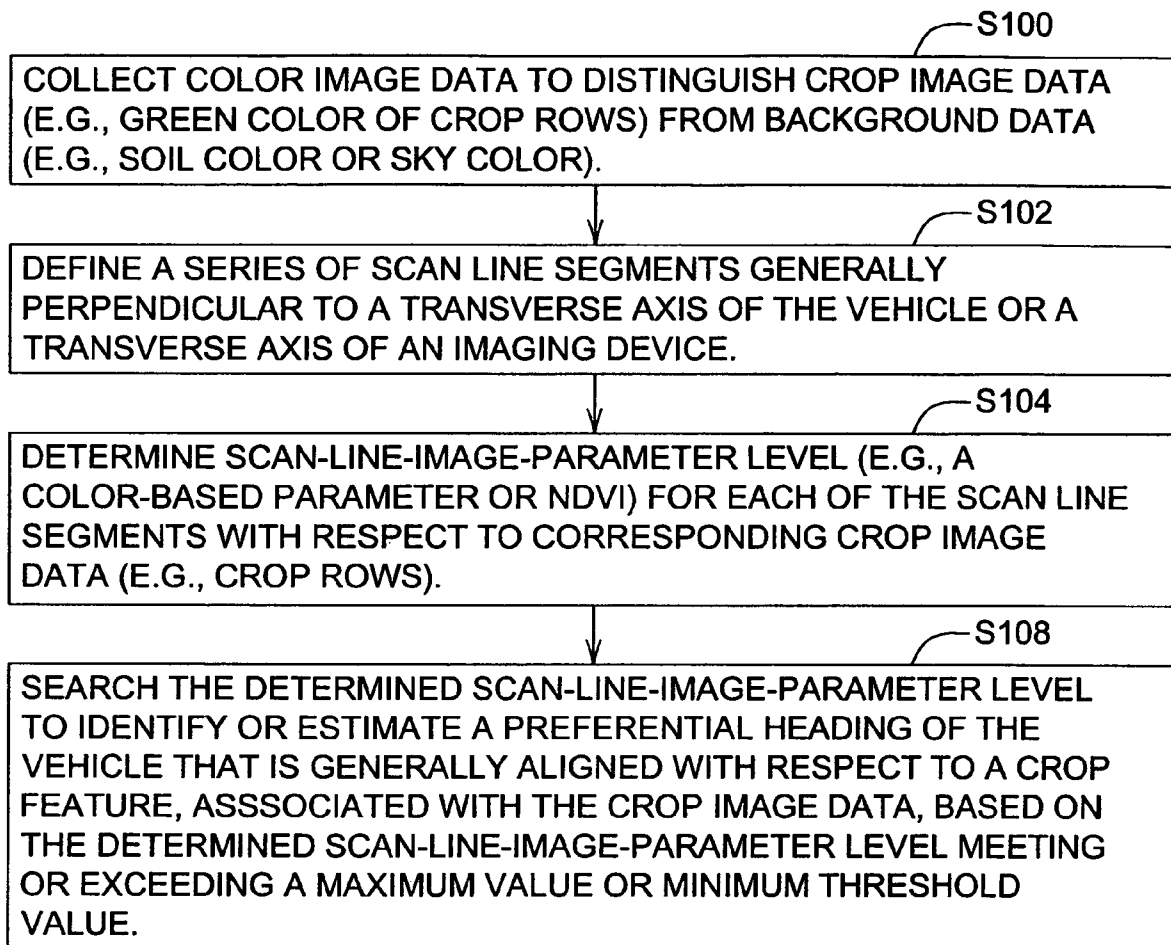 S100
COLLECT COLOR IMAGE DATA TO DISTINGUISH CROP IMAGE DATA
(E.G., GREEN COLOR OF CROP ROWS) FROM BACKGROUND DATA
(E.G., SOIL COLOR OR SKY COLOR).
S102
DEFINE A SERIES OF SCAN LINE SEGMENTS GENERALLY
PERPENDICULAR TO A TRANSVERSE AXIS OF THE VEHICLE OR A
TRANSVERSE AXIS OF AN IMAGING DEVICE.
S104
DETERMINE SCAN-LINE-IMAGE-PARAMETER LEVEL (E.G., A
COLOR-BASED PARAMETER OR NDVI) FOR EACH OF THE SCAN LINE
SEGMENTS WITH RESPECT TO CORRESPONDING CROP IMAGE
DATA (E.G., CROP ROWS).
S108
SEARCH THE DETERMINED SCAN-LINE-IMAGE-PARAMETER LEVEL
TO IDENTIFY OR ESTIMATE A PREFERENTIAL HEADING OF THE
VEHICLE THAT IS GENERALLY ALIGNED WITH RESPECT TO A CROP
FEATURE, ASSSOCIATED WITH THE CROP IMAGE DATA, BASED ON
THE DETERMINED SCAN-LINE-IMAGE-PARAMETER LEVEL MEETING
OR EXCEEDING A MAXIMUM VALUE OR MINIMUM THRESHOLD
VALUE.